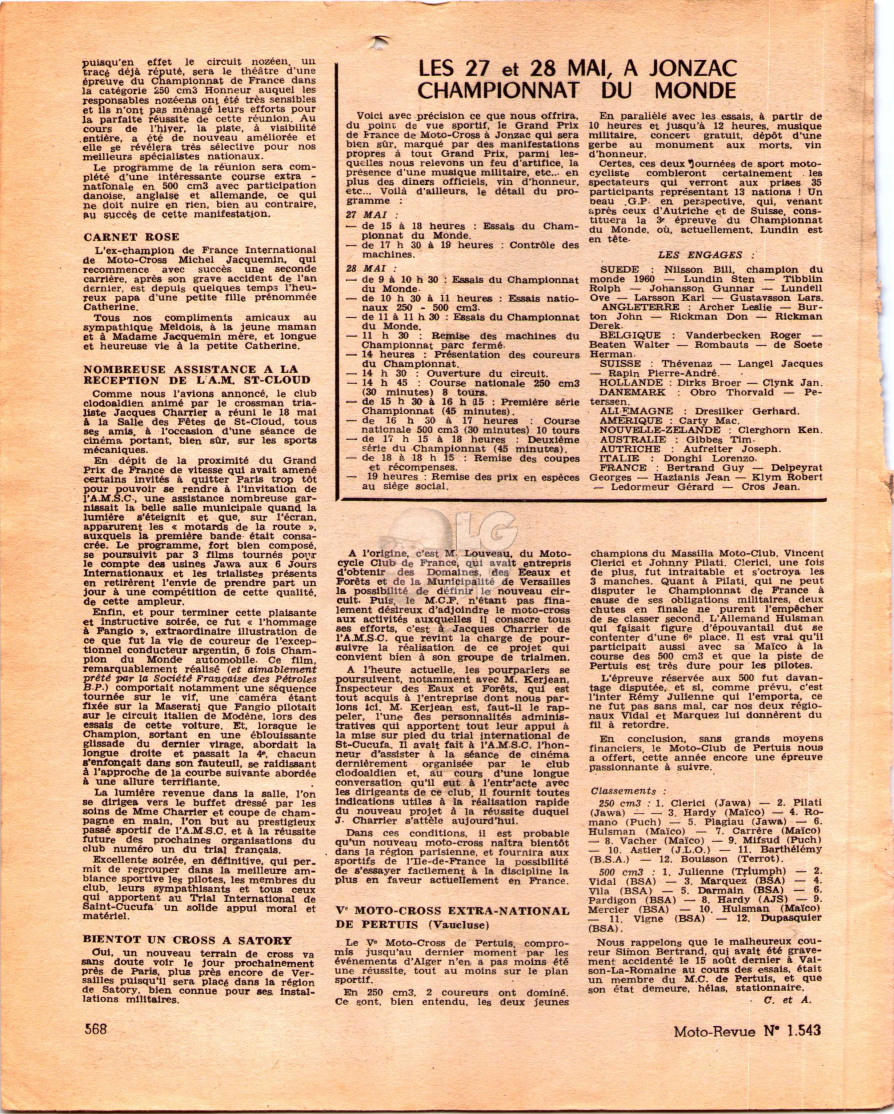 puisqu'en effet le circuit nozéen, un
tracé déjà réputé, sera le théâtre d'une
épreuve du Championnat de France dans
la catégorie 250 cm3 Honneur auquel les
responsables nozéens ont été très sensibles
et ils n'ont pas ménagé leurs efforts pour
la parfaite réussite de cette réunion. Au
cours de l'hiver, la piste, à visibilité
entière, a été de nouveau améliorée et
elle se révélera très sélective pour nos
meilleurs spécialistes nationaux.
Le programme de la réunion sera com-
plété d'une intéressante course extra -
nationale en 500 cm3 avec participation
danoise, anglaise et allemande, ce qui
ne doit nuire en rien, bien au contraire,
au succès de cette manifestation.
CARNET ROSE
L'ex-champion de France International
de Moto-Cross Michel Jacquemin, qui
recommence avec succès une seconde
carrière, après son grave accident de l'an
dernier, est depuis quelques temps l'heu-
reux papa d'une petite fille prénommée
Catherine.
Tous nos compliments amicaux au
sympathique Meldois, à la jeune maman
et à Madame Jacquemin mère, et longue
et heureuse vie à la petite Catherine.
NOMBREUSE ASSISTANCE A LA
RECEPTION DE L'A.M. ST-CLOUD
Comme nous l'avions annoncé, le club
clodoaldien animé par le crossman tria-
liste Jacques Charrier a réuni le 18 mai
à la Salle des Fêtes de St-Cloud, tous
ses amis, à l'occasion d'une séance de
cinéma portant, bien sûr, sur les sports
mécaniques.
En dépit de la proximité du Grand
Prix de France de vitesse qui avait amené
certains invités à quitter Paris trop tôt
pour pouvoir se rendre à l'invitation de
l'A.M.S.C., une assistance nombreuse gar-
nissait la belle salle municipale quand la
lumière s'éteignit et que, sur l'écran,
apparurent les « motards de la route »,
auxquels la première bande était consa-
crée. Le programme, fort bien composé,
se poursuivit par 3 films tournés pour
le compte des usines Jawa aux 6 Jours
Internationaux et les trialistes présents
en retirèrent l'envie de prendre part un
jour à une compétition de cette qualité,
de cette ampleur.
Enfin, et pour terminer cette plaisante
et instructive soirée, ce fut « l'hommage
à Fangio », extraordinaire illustration de
ce que fut la vie de coureur de l'excep-
tionnel conducteur argentin, 5 fois Cham-
pion du Monde automobile. Ce film,
remarquablement réalisé (et aimablement
prêté par la Société Française des Pétroles
B.P.) comportait notamment une séquence
tournée sur le vif, une caméra étant
fixée sur la Maserati que Fangio pilotait
sur le circuit italien de Modène, lors des
essais de cette voiture. Et, lorsque le
Champion, sortant en une éblouissante
glissade du dernier virage, abordait la
longue droite et passait la 4e, chacun
s'enfonçait dans son fauteuil, se raidissant
à l'approche de la courbe suivante abordée
à une allure terrifiante.
La lumière revenue dans la salle, l'on
se dirigea vers le buffet dressé par les
soins de Mme Charrier et coupe de cham-
pagne en main, l'on but au prestigieux
passé sportif de l'A.M.S.C. et à la réussite
future des prochaines organisations du
club numéro un du trial français.
Excellente soirée, en définitive, qui per-
mit de regrouper dans la meilleure am-
biance sportive les pilotes, les membres du
club, leurs sympathisants et tous ceux
qui apportent au Trial International de
Saint-Cucufa un solide appui moral et
matériel.
BIENTOT UN CROSS A SATORY
Oui, un nouveau terrain de cross va
sans doute voir le jour prochainement
près de Paris, plus près encore de Ver-
sailles puisqu'il sera placé dans la région
de Satory, bien connue pour ses instal-
lations militaires.
LES 27 et 28 MAI, A JONZAC
CHAMPIONNAT DU MONDE
Voici avec précision ce que nous offrira,
du point de vue sportif, le Grand Prix
de France de Moto-Cross à Jonzac qui sera
bien sûr, marqué par des manifestations
propres à tout Grand Prix, parmi les-
quelles nous relevons un feu d'artifice, la
présence d'une musique militaire, etc... en
plus des diners officiels, vin d'honneur,
etc... Voilà d'ailleurs, le détail du pro-
gramme :
27 MAI :
— de 15 à 18 heures : Essais du Cham-
pionnat du Monde.
— de 17 h 30 à 19 heures : Contrôle des
machines.
28 MAI :
— de 9 à 10 h 30 : Essais du Championnat
du Monde.
— de 10 h 30 à 11 heures : Essais natio-
naux 250 - 500 cm3.
— de 11 à 11 h 30 : Essais du Championnat
du Monde.
— 11 h 30 : Remise des machines du
Championnat parc fermé.
— 14 heures : Présentation des coureurs
du Championnat.
— 14 h 30 : Ouverture du circuit.
— 14 h 45 : Course nationale 250 cm3
(30 minutes) 8 tours.
— de 15 h 30 à 16 h 15 : Première série
Championnat (45 minutes).
— de 16 h 30 à 17 heures : Course
nationale 500 cm3 (30 minutes) 10 tours
— de 17 h 15 à 18 heures : Deuxième
série du Championnat (45 minutes).
— de 18 à 18 h 15 : Remise des coupes
et récompenses.
— 19 heures : Remise des prix en espèces
au siège social.
En parallèle avec les essais, à partir de
10 heures et jusqu'à 12 heures, musique
militaire, concert gratuit, dépôt d'une
gerbe au monument aux morts, vin
d'honneur.
Certes, ces deux journées de sport moto-
cycliste combleront certainement les
spectateurs qui verront aux prises 35
participants représentant 13 nations ! Un
beau G.P. en perspective, qui, venant
après ceux d'Autriche et de Suisse, cons-
tituera la 3e épreuve du Championnat
du Monde, où, actuellement, Lundin est
en tête.
LES ENGAGES :
SUEDE : Nilsson Bill, champion du
monde 1960 — Lundin Sten — Tibblin
Rolph — Johansson Gunnar — Lundell
Ove — Larsson Karl — Gustavsson Lars.
ANGLETERRE : Archer Leslie — Bur-
ton John — Rickman Don — Rickman
Derek.
BELGIQUE : Vanderbecken Roger —
Beaten Walter — Rombauts — de Soete
Herman.
SUISSE : Thévenaz — Langel Jacques
— Rapin Pierre-André.
HOLLANDE : Dirks Broer — Clynk Jan.
DANEMARK : Obro Thorvald — Pe-
terssen.
ALLEMAGNE : Dresilker Gerhard.
AMÉRIQUE : Carty Mac.
NOUVELLE-ZELANDE : Clerghorn Ken.
AUSTRALIE : Gibbes Tim.
AUTRICHE : Aufreiter Joseph.
ITALIE : Donghi Lorenzo.
FRANCE : Bertrand Guy — Delpeyrat
Georges — Hazianis Jean — Klym Robert
— Ledormeur Gérard — Cros Jean.
A l'origine, c'est M. Louveau, du Moto-
cycle Club de France, qui avait entrepris
d'obtenir des Domaines, des Eaux et
Forêts et de la Municipalité de Versailles
la possibilité de définir le nouveau cir-
cuit. Puis, le M.C.F. n'étant pas fina-
lement désireux d'adjoindre le moto-cross
aux activités auxquelles il consacre tous
ses efforts, c'est à Jacques Charrier de
l'A.M.S.C. que revint la charge de pour-
suivre la réalisation de ce projet qui
convient bien à son groupe de trialmen.
A l'heure actuelle, les pourparlers se
poursuivent, notamment avec M. Kerjean,
Inspecteur des Eaux et Forêts, qui est
tout acquis à l'entreprise dont nous par-
lons ici. M. Kerjean est, faut-il le rap-
peler, l'une des personnalités adminis-
tratives qui apportent tout leur appui à
la mise sur pied du trial international de
St-Cucufa. Il avait fait à l'A.M.S.C. l'hon-
neur d'assister à la séance de cinéma
dernièrement organisée par le club
clodoaldien et, au cours d'une longue
conversation qu'il eut à l'entr'acte avec
les dirigeants de ce club, il fournit toutes
indications utiles à la réalisation rapide
du nouveau projet à la réussite duquel
J. Charrier s'attèle aujourd'hui.
Dans ces conditions, il est probable
qu'un nouveau moto-cross naîtra bientôt
dans la région parisienne, et fournira aux
sportifs de l'Ile-de-France la possibilité
de s'essayer facilement à la discipline la
plus en faveur actuellement en France.
Ve MOTO-CROSS EXTRA-NATIONAL
DE PERTUIS (Vaucluse)
Le Ve Moto-Cross de Pertuis, compro-
mis jusqu'au dernier moment par les
événements d'Alger n'en a pas moins été
une réussite, tout au moins sur le plan
sportif.
En 250 cm3, 2 coureurs ont dominé.
Ce sont, bien entendu, les deux jeunes
champions du Massilia Moto-Club, Vincent
Clerici et Johnny Pilati. Clerici, une fois
de plus, fut intraitable et s'octroya les
3 manches. Quant à Pilati, qui ne peut
disputer le Championnat de France à
cause de ses obligations militaires, deux
chutes en finale ne purent l'empêcher
de se classer second. L'Allemand Hulsman
qui faisait figure d'épouvantail dut se
contenter d'une 6e place. Il est vrai qu'il
participait aussi avec sa Maïco à la
course des 500 cm3 et que la piste de
Pertuis est très dure pour les pilotes.
L'épreuve réservée aux 500 fut davan-
tage disputée, et si, comme prévu, c'est
l'inter Rémy Julienne qui l'emporta, ce
ne fut pas sans mal, car nos deux régio-
naux Vidal et Marquez lui donnèrent du
fil à retordre.
En conclusion, sans grands moyens
financiers, le Moto-Club de Pertuis nous
a offert, cette année encore une épreuve
passionnante à suivre.
Classements :
250 cm3 : 1. Clerici (Jawa) — 2. Pilati
(Jawa) — 3. Hardy (Maïco) — 4. Ro-
mano (Puch) — 5. Plagiau (Jawa) — 6.
Hulsman (Maïco) — 7. Carrère (Maïco)
— 8. Vacher (Maïco) — 9. Mifsud (Puch)
— 10. Astier (J.L.O.) — 11. Barthélémy
(B.S.A.) — 12. Bouisson (Terrot).
500 cm3 : 1. Julienne (Triumph) — 2.
Vidal (BSA) — 3. Marquez (BSA) — 4.
Vila (BSA) — 5. Darmain (BSA) — 6.
Pardigon (BSA) — 8. Hardy (AJS) — 9.
Mercier (BSA) — 10. Hulsman (Maïco)
— 11. Vigne (BSA) — 12. Dupasquier
(BSA).
Nous rappelons que le malheureux cou-
reur Simon Bertrand, qui avait été grave-
ment accidenté le 15 août dernier à Vai-
son-La-Romaine au cours des essais, était
un membre du M.C. de Pertuis, et que
son état demeure, hélas, stationnaire.
C. et A.
568
Moto-Revue N° 1.543
LG